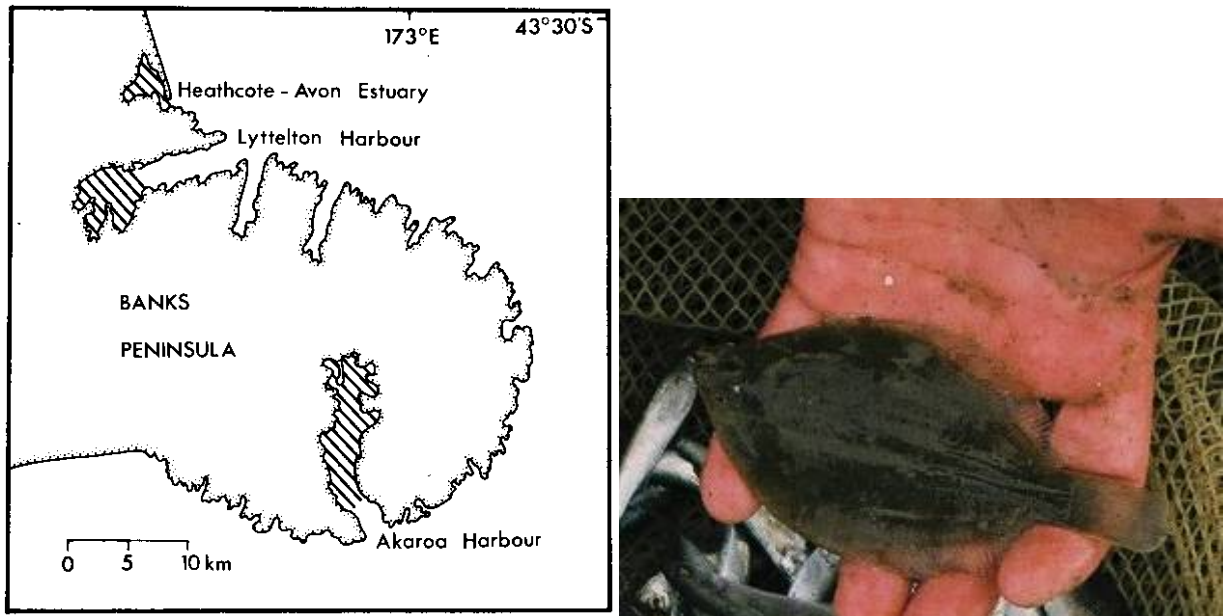 173°E
43°30'S
Heathcote - Avon Estuary
Lyttelton Harbour
BANKS
PENINSULA
Akaroa Harbour
0 5 10 km